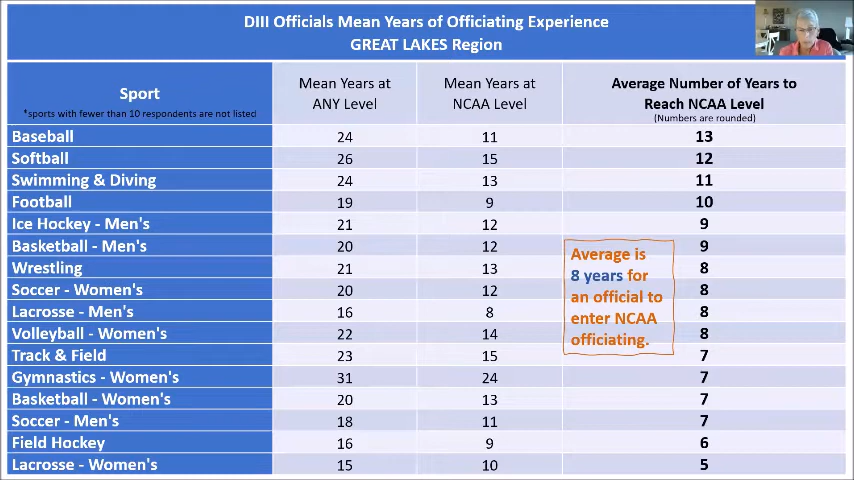 DIII Officials Mean Years of Officiating Experience
GREAT LAKES Region
Sport
*sports with fewer than 10 respondents are not listed
Mean Years at
ANY Level
Mean Years at
NCAA Level
Average Number of Years to
Reach NCAA Level
(Numbers are rounded)
Baseball 24 11 13
Softball 26 15 12
Swimming & Diving 24 13 11
Football 19 9 10
Ice Hockey - Men's 21 12 9
Basketball - Men's 20 12 9
Wrestling 21 13 8
Soccer - Women's 20 12 8
Lacrosse - Men's 16 8 8
Volleyball - Women's 22 14 8
Track & Field 23 15 7
Gymnastics - Women's 31 24 7
Basketball - Women's 20 13 7
Soccer - Men's 18 11 7
Field Hockey 16 9 6
Lacrosse - Women's 15 10 5
Average is
8 years for
an official to
enter NCAA
officiating.